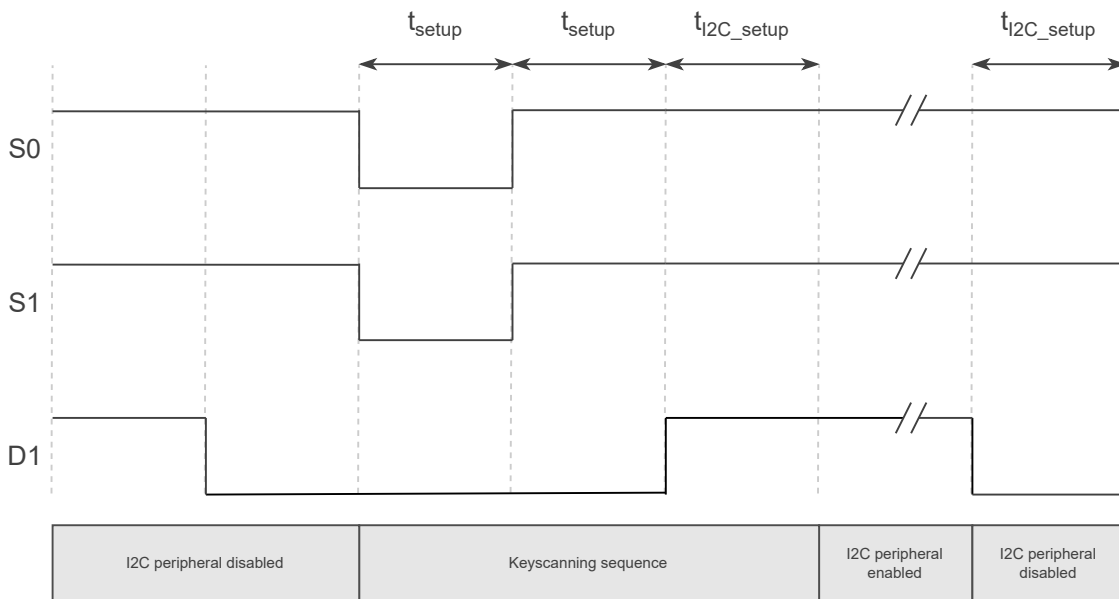 tsetup
tsetup
tI2C_setup
tI2C_setup
S0
S1
D1
I2C peripheral disabled
Keyscanning sequence
I2C peripheral
enabled
I2C peripheral
disabled